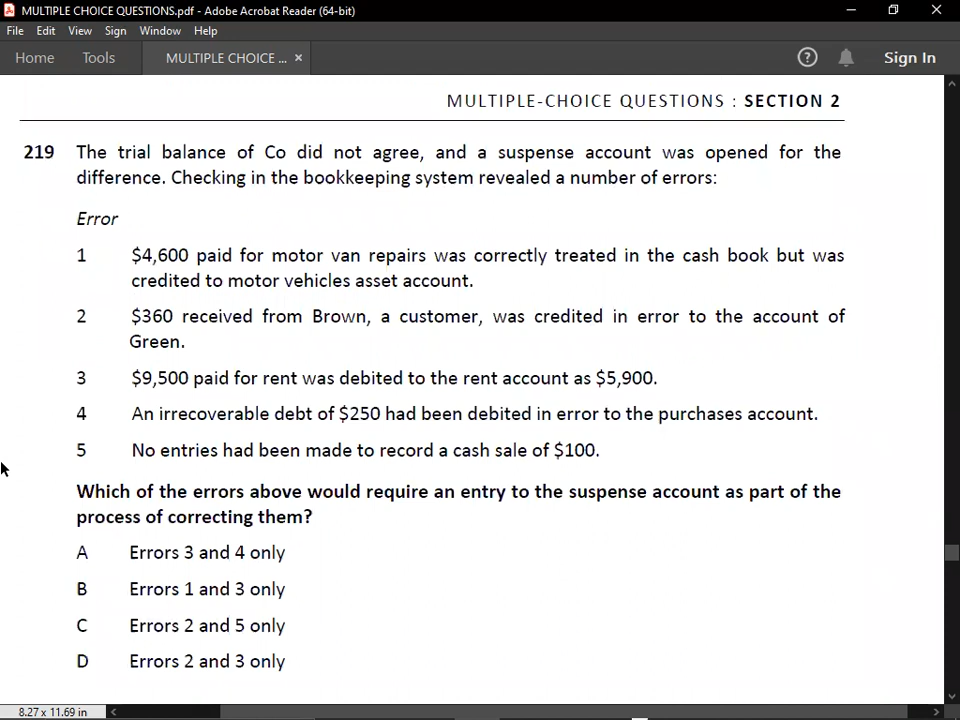 MULTIPLE CHOICE QUESTIONS.pdf - Adobe Acrobat Reader (64-bit)
File Edit View Sign Window Help
Home Tools MULTIPLE CHOICE ... × ? Sign In
MULTIPLE-CHOICE QUESTIONS : SECTION 2
219 The trial balance of Co did not agree, and a suspense account was opened for the
difference. Checking in the bookkeeping system revealed a number of errors:
Error
1 $4,600 paid for motor van repairs was correctly treated in the cash book but was
credited to motor vehicles asset account.
2 $360 received from Brown, a customer, was credited in error to the account of
Green.
3 $9,500 paid for rent was debited to the rent account as $5,900.
4 An irrecoverable debt of $250 had been debited in error to the purchases account.
5 No entries had been made to record a cash sale of $100.
Which of the errors above would require an entry to the suspense account as part of the
process of correcting them?
A Errors 3 and 4 only
B Errors 1 and 3 only
C Errors 2 and 5 only
D Errors 2 and 3 only
8.27 x 11.69 in